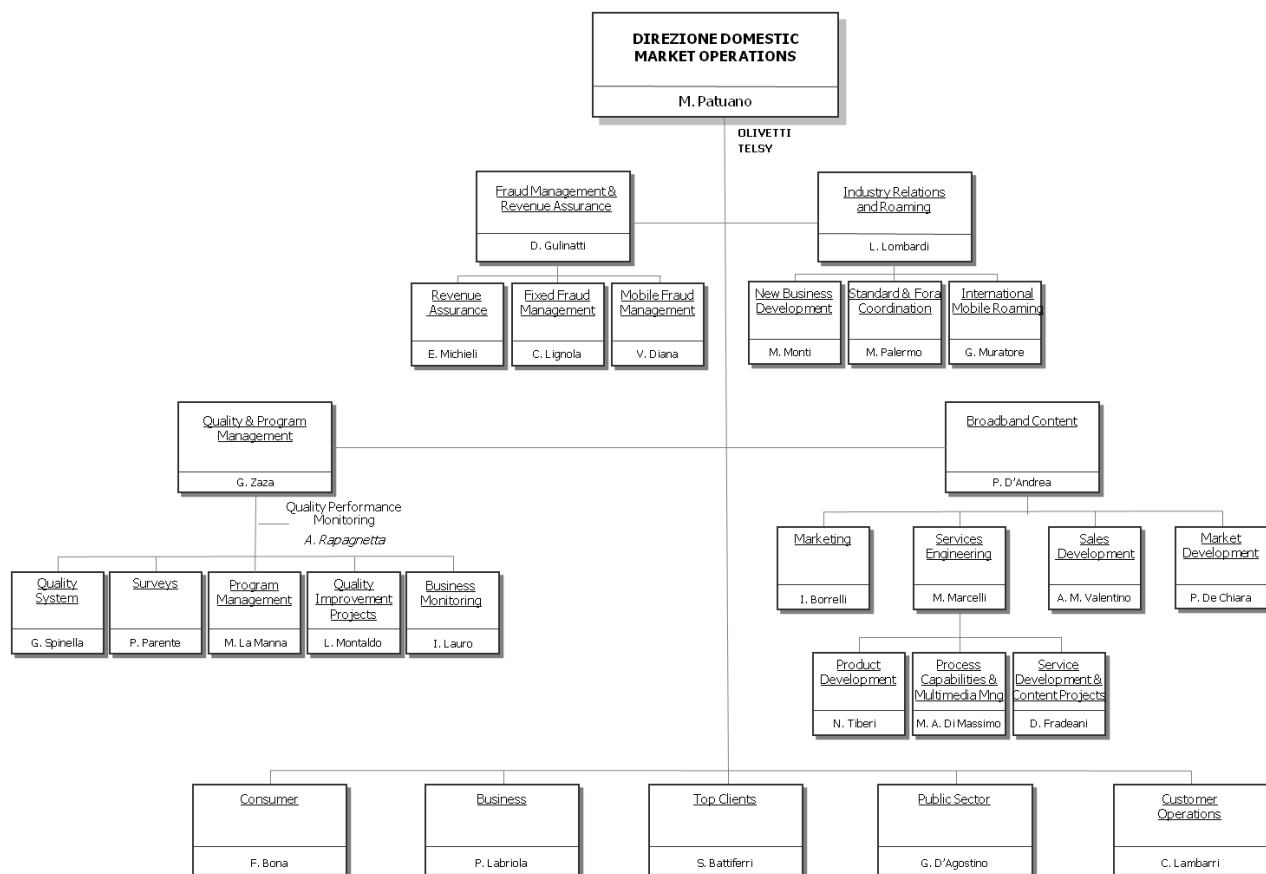 DIREZIONE DOMESTIC
MARKET OPERATIONS
M. Patuano
OLIVETTI
TELSY
Fraud Management &
Revenue Assurance
D. Gulinatti
Industry Relations
and Roaming
L. Lombardi
Revenue
Assurance
E. Michieli
Fixed Fraud
Management
C. Lignola
Mobile Fraud
Management
V. Diana
New Business
Development
M. Monti
Standard & Fora
Coordination
M. Palermo
International
Mobile Roaming
G. Muratore
Quality & Program
Management
G. Zaza
Broadband Content
P. D'Andrea
Quality Performance
Monitoring
A. Rapagnetta
Marketing
I. Borrelli
Services
Engineering
M. Marcelli
Sales
Development
A. M. Valentino
Market
Development
P. De Chiara
Quality
System
G. Spinella
Surveys
P. Parente
Program
Management
M. La Manna
Quality
Improvement
Projects
L. Montaldo
Business
Monitoring
I. Lauro
Product
Development
N. Tiberi
Process
Capabilities &
Multimedia Mng
M. A. Di Massimo
Service
Development &
Content Projects
D. Fradeani
Consumer
F. Bona
Business
P. Labriola
Top Clients
S. Battiferri
Public Sector
G. D'Agostino
Customer
Operations
C. Lambarri